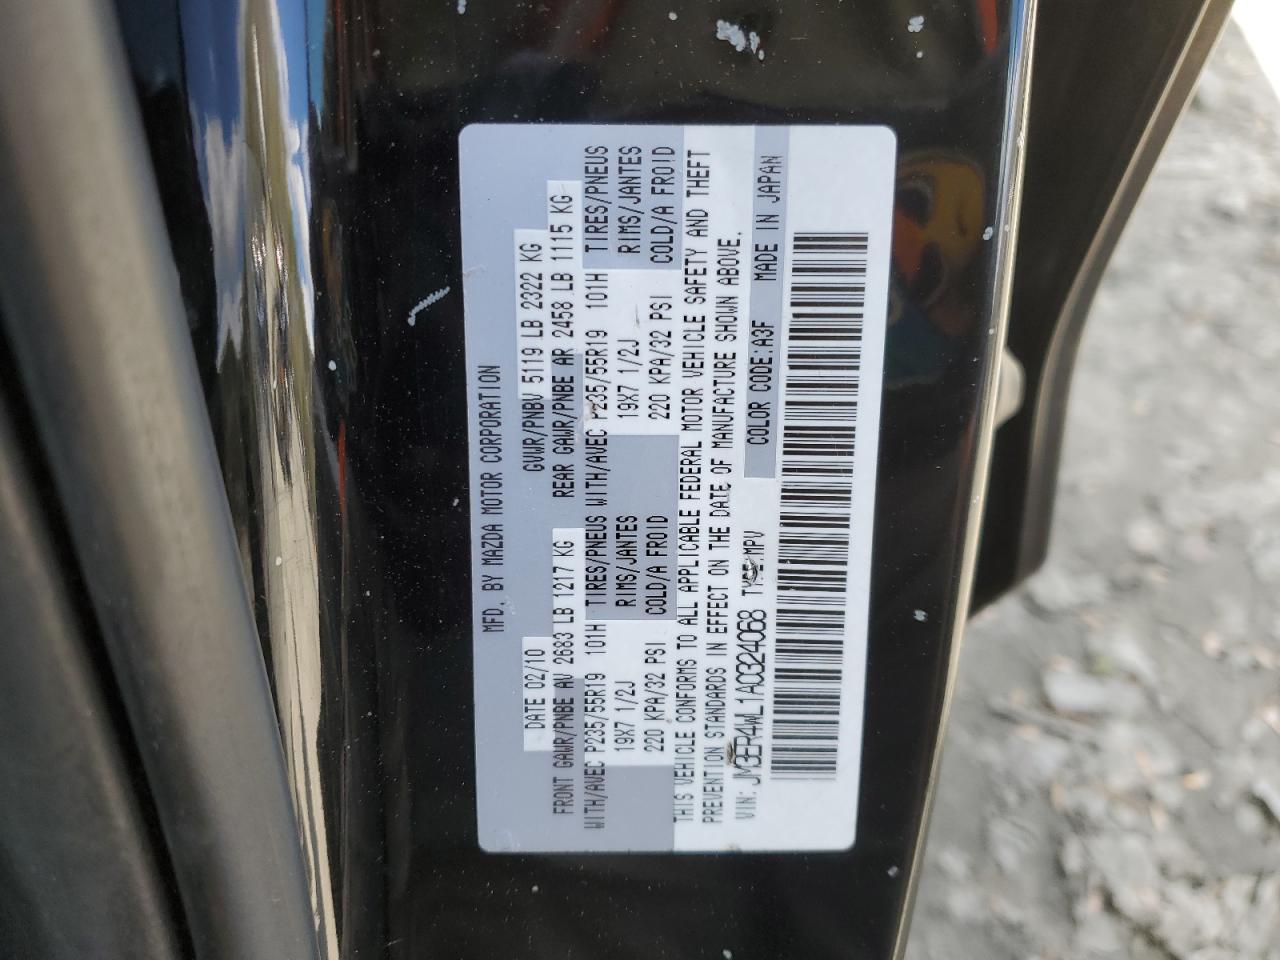 MFD. BY MAZDA MOTOR CORPORATION
DATE 02/10 GVWR/PNBV 5119 LB 2322 KG
FRONT GAWR/PNBE AV 2683 LB 1217 KG REAR GAWR/PNBE AR 2458 LB 1115 KG
WITH/AVEC P235/55R19 101H TIRES/PNEUS WITH/AVEC P235/55R19 101H TIRES/PNEUS
19X7 1/2J RIMS/JANTES 19X7 1/2J RIMS/JANTES
220 KPA/32 PSI COLD/A FROID 220 KPA/32 PSI COLD/A FROID
THIS VEHICLE CONFORMS TO ALL APPLICABLE FEDERAL MOTOR VEHICLE SAFETY AND THEFT
PREVENTION STANDARDS IN EFFECT ON THE DATE OF MANUFACTURE SHOWN ABOVE.
VIN: JM3ER4WL1A0324068 TYPE:MPV
COLOR CODE:A3F MADE IN JAPAN